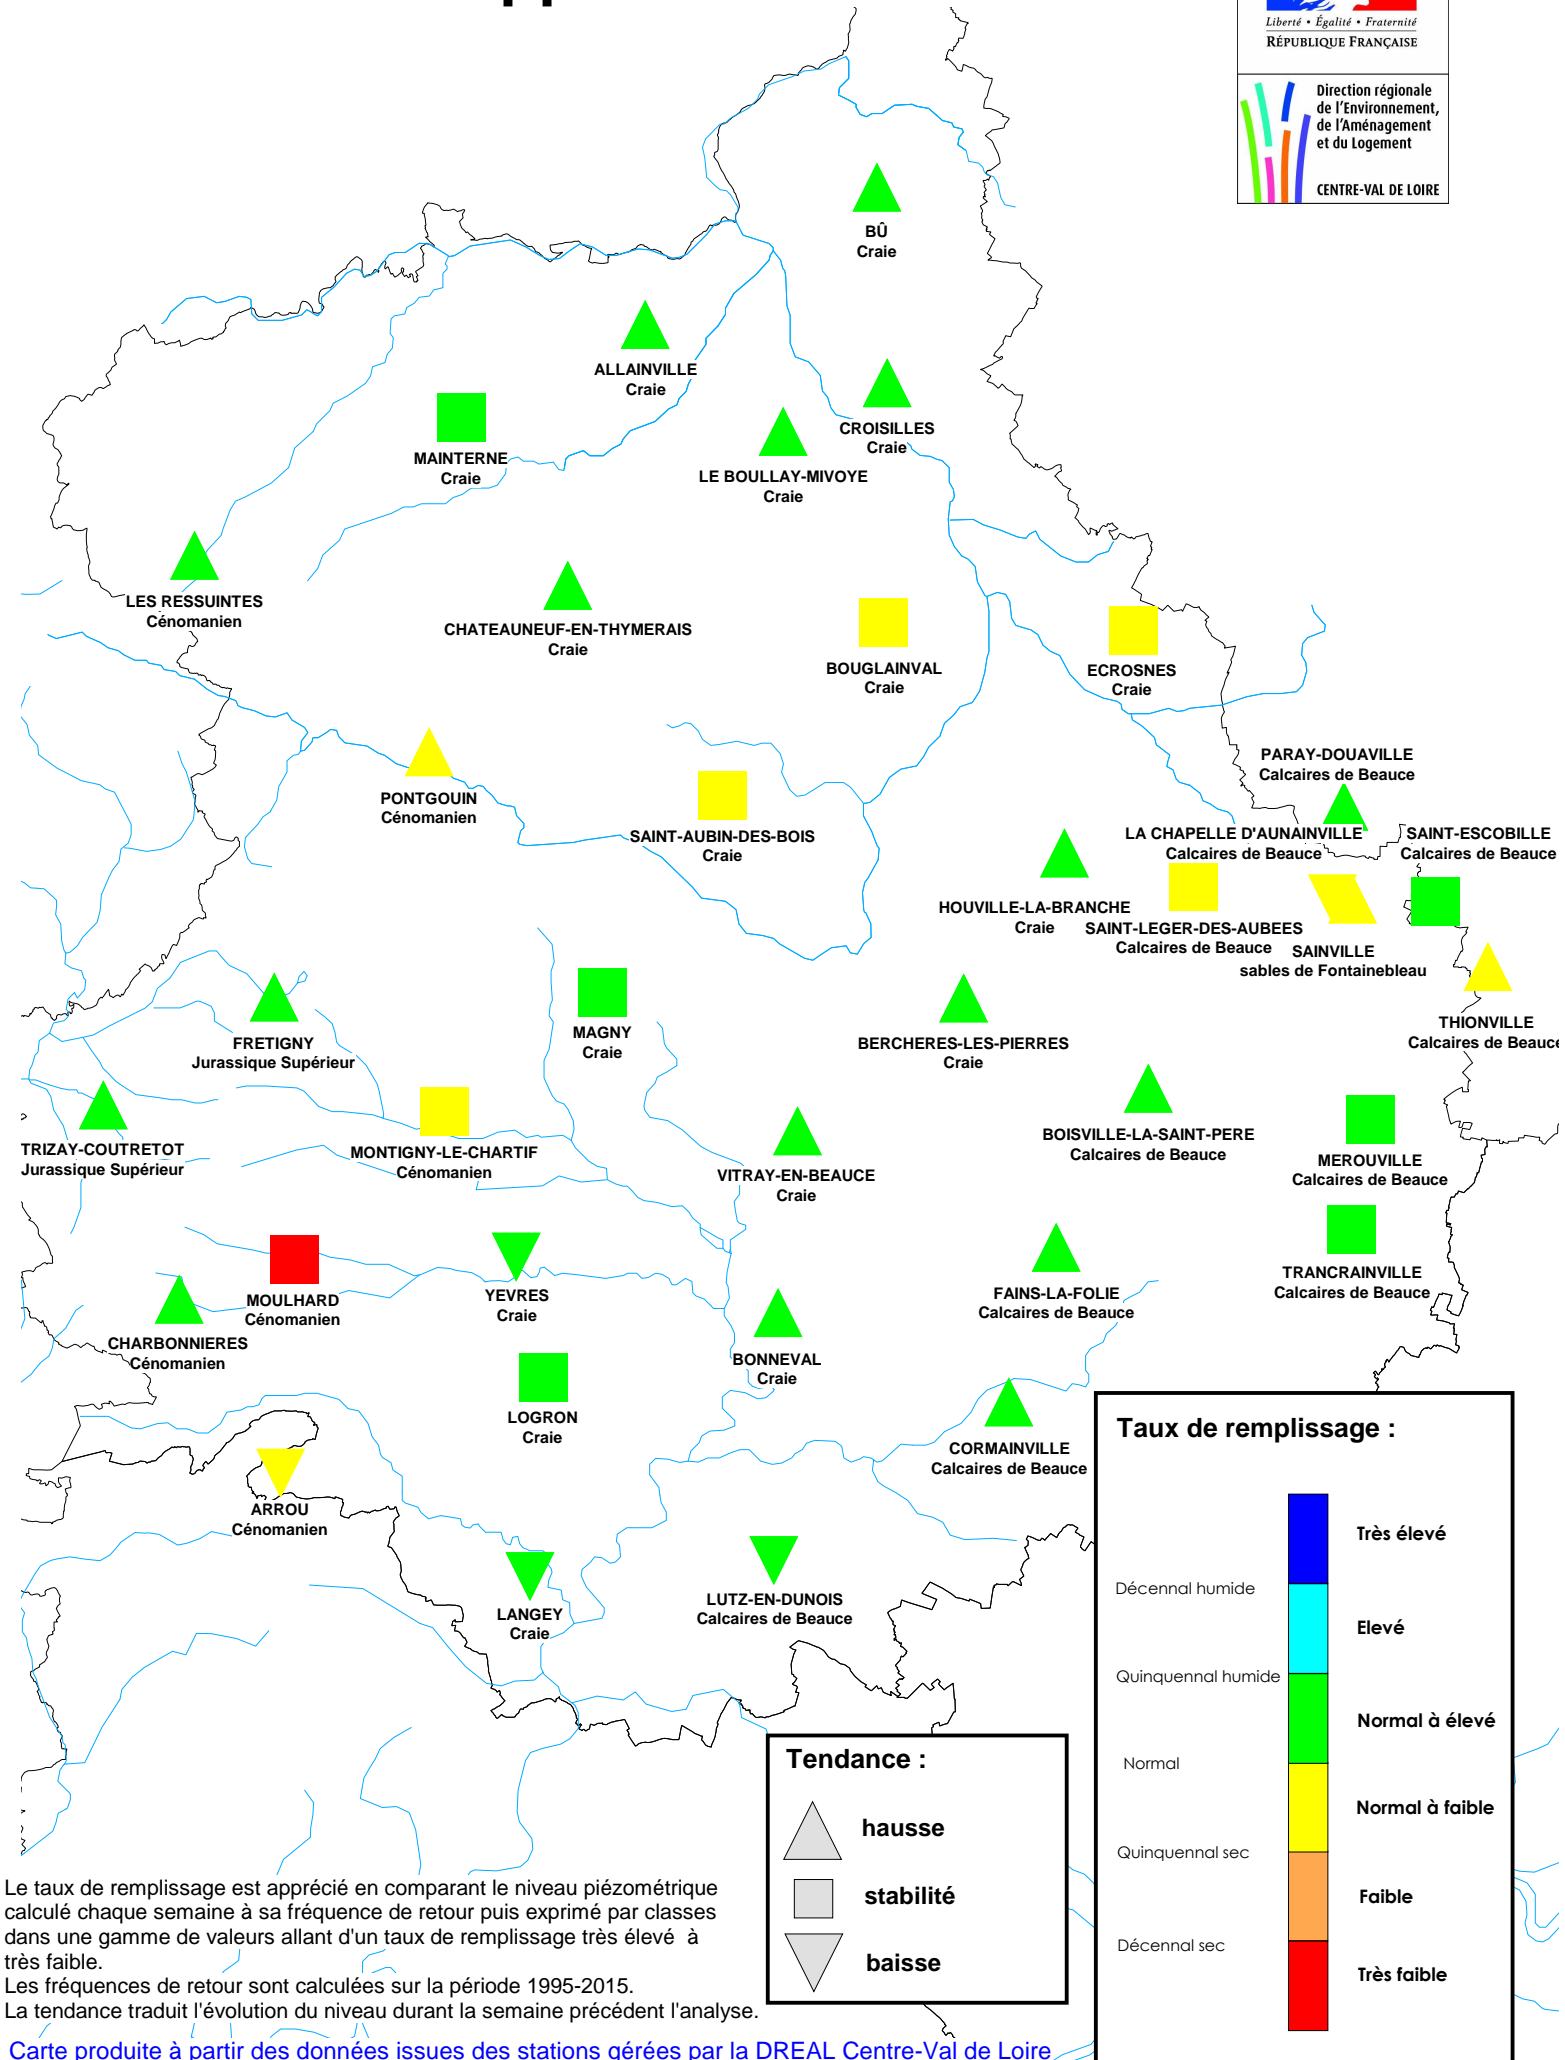 Liberté • Égalité • Fraternité
RÉPUBLIQUE FRANÇAISE
Direction régionale
de l'Environnement,
de l'Aménagement
et du Logement
CENTRE-VAL DE LOIRE
BÛ
Craie
ALLAINVILLE
Craie
CROISILLES
Craie
MAINTERNE
Craie
LE BOULLAY-MIVOYE
Craie
LES RESSUINTES
Cénomanien
CHATEAUNEUF-EN-THYMERAIS
Craie
BOUGLAINVAL
Craie
ECROSNES
Craie
PARAY-DOUAVILLE
Calcaires de Beauce
PONTGOUIN
Cénomanien
SAINT-AUBIN-DES-BOIS
Craie
LA CHAPELLE D'AUNAINVILLE
Calcaires de Beauce
SAINT-ESCOBILLE
Calcaires de Beauce
HOUVILLE-LA-BRANCHE
Craie
SAINT-LEGER-DES-AUBEES
Calcaires de Beauce
SAINVILLE
sables de Fontainebleau
THIONVILLE
Calcaires de Beauce
FRETIGNY
Jurassique Supérieur
MAGNY
Craie
BERCHERES-LES-PIERRES
Craie
TRIZAY-COUTRETOT
Jurassique Supérieur
MONTIGNY-LE-CHARTIF
Cénomanien
VITRAY-EN-BEAUCE
Craie
BOISVILLE-LA-SAINT-PERE
Calcaires de Beauce
MEROUVILLE
Calcaires de Beauce
MOULHARD
Cénomanien
YEVRES
Craie
FAINS-LA-FOLIE
Calcaires de Beauce
TRANCRAINVILLE
Calcaires de Beauce
CHARBONNIERES
Cénomanien
BONNEVAL
Craie
LOGRON
Craie
CORMAINVILLE
Calcaires de Beauce
ARROU
Cénomanien
LANGEY
Craie
LUTZ-EN-DUNOIS
Calcaires de Beauce
Taux de remplissage :
Très élevé
Décennal humide
Elevé
Quinquennal humide
Normal à élevé
Normal
Normal à faible
Quinquennal sec
Faible
Décennal sec
Très faible
Tendance :
hausse
stabilité
baisse
Le taux de remplissage est apprécié en comparant le niveau piézométrique
calculé chaque semaine à sa fréquence de retour puis exprimé par classes
dans une gamme de valeurs allant d'un taux de remplissage très élevé à
très faible.
Les fréquences de retour sont calculées sur la période 1995-2015.
La tendance traduit l'évolution du niveau durant la semaine précédent l'analyse.
Carte produite à partir des données issues des stations gérées par la DREAL Centre-Val de Loire